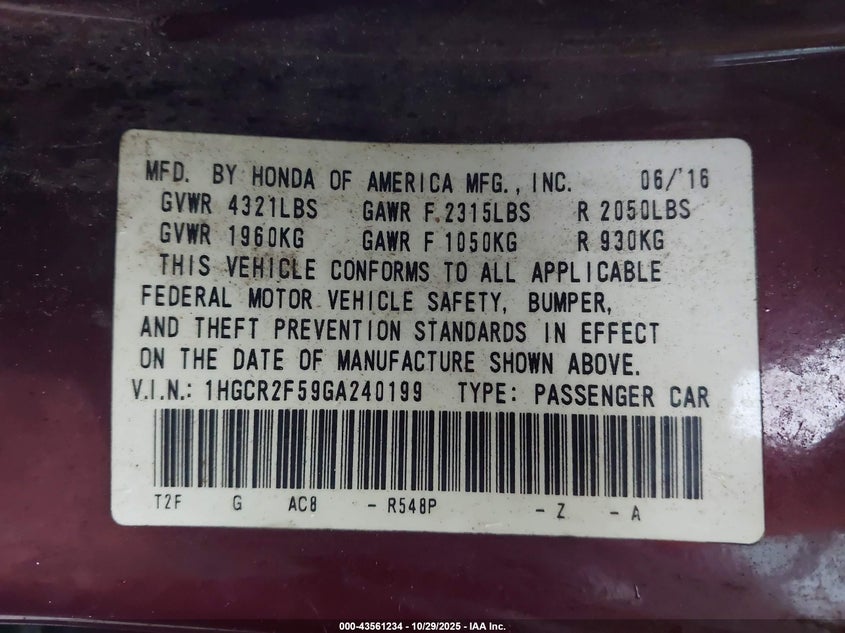 MFD. BY HONDA OF AMERICA MFG., INC. 06/'16
GVWR 4321LBS GAWR F 2315LBS R 2050LBS
GVWR 1960KG GAWR F 1050KG R 930KG
THIS VEHICLE CONFORMS TO ALL APPLICABLE
FEDERAL MOTOR VEHICLE SAFETY, BUMPER,
AND THEFT PREVENTION STANDARDS IN EFFECT
ON THE DATE OF MANUFACTURE SHOWN ABOVE.
V.I.N.: 1HGCR2F59GA240199 TYPE: PASSENGER CAR
T2F G AC8 - R548P - Z - A
000-43561234 | 10/29/2025 - IAA Inc.